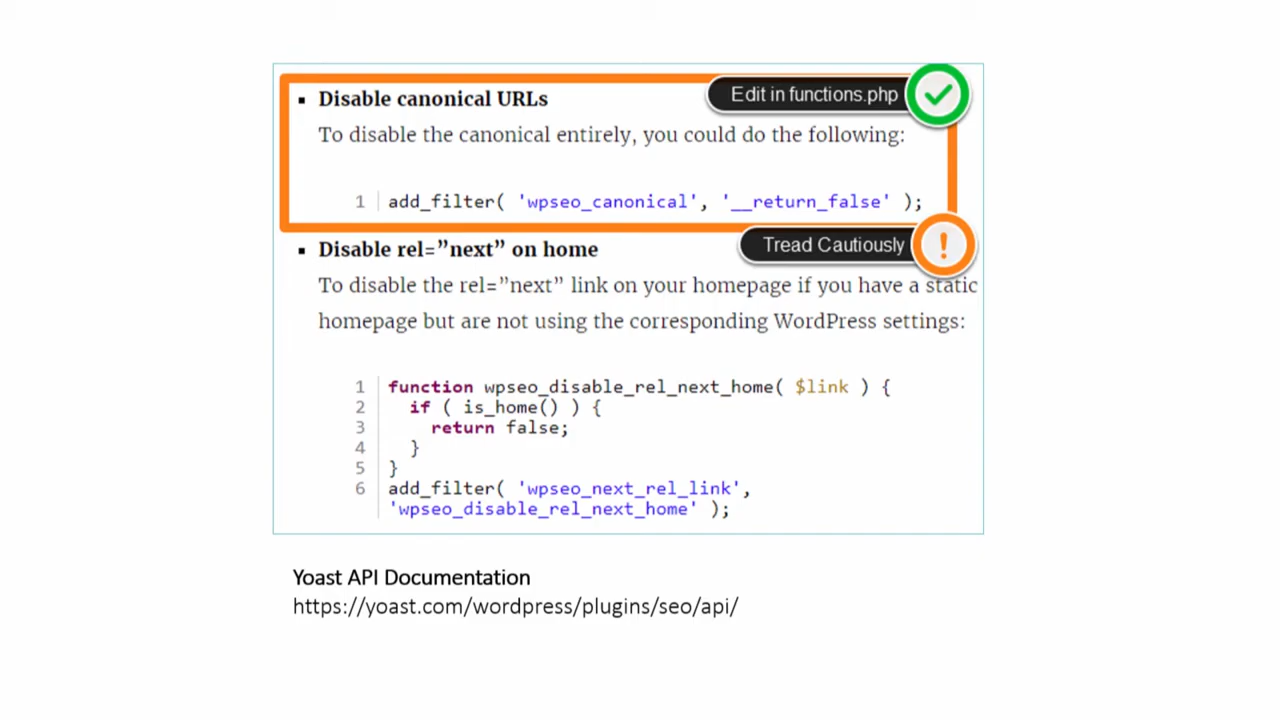 Disable canonical URLs
Edit in functions.php
To disable the canonical entirely, you could do the following:
1 add_filter( 'wpseo_canonical', '__return_false' );
Disable rel=”next” on home
Tread Cautiously
To disable the rel=”next” link on your homepage if you have a static
homepage but are not using the corresponding WordPress settings:
1 function wpseo_disable_rel_next_home( $link ) {
2 if ( is_home() ) {
3 return false;
4 }
5 }
6 add_filter( 'wpseo_next_rel_link',
'wpseo_disable_rel_next_home' );
Yoast API Documentation
https://yoast.com/wordpress/plugins/seo/api/